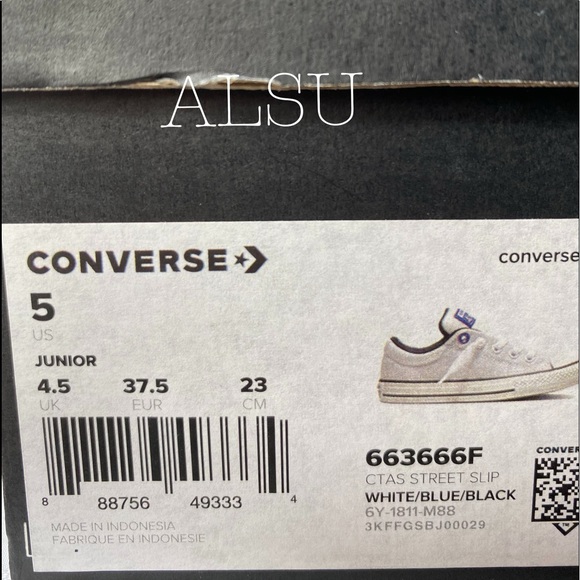 ALSU
CONVERSE
converse
5
US
JUNIOR
4.5 37.5 23
UK EUR CM
8 88756 49333 4
MADE IN INDONESIA
FABRIQUE EN INDONESIE
663666F
CTAS STREET SLIP
WHITE/BLUE/BLACK
6Y-1811-M88
3KFFGSBJ00029
CONVER